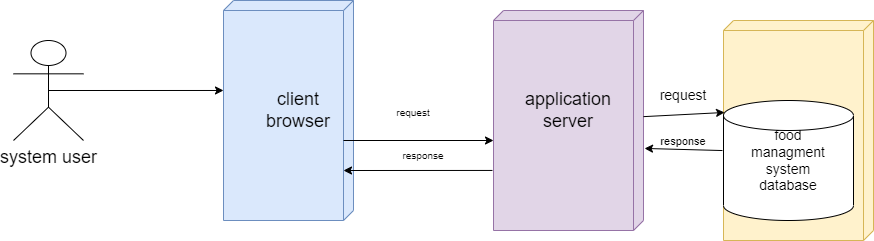 system user
client
browser
request
response
application
server
request
response
food
managment
system
database